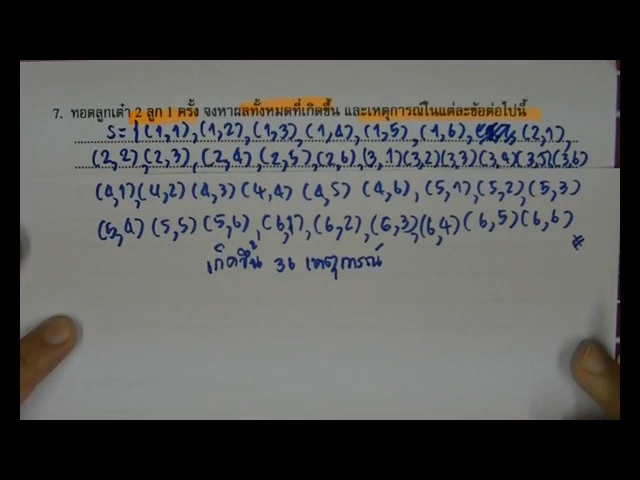 7. ทอดลูกเต๋า 2 ลูก 1 ครั้ง จงหาผลทั้งหมดที่เกิดขึ้น และเหตุการณ์ในแต่ละข้อต่อไปนี้
S={(1,1),(1,2),(1,3),(1,4),(1,5),(1,6),(2,1),
(2,2)(2,3),(2,4),(2,5),(2,6),(3,1)(3,2)(3,3)(3,4)(3,5)(3,6)
(4,1)(4,2)(4,3)(4,4)(4,5)(4,6),(5,1)(5,2)(5,3)
(5,4)(5,5)(5,6),(6,1),(6,2),(6,3),(6,4)(6,5)(6,6)
เกิดขึ้น 36 เหตุการณ์